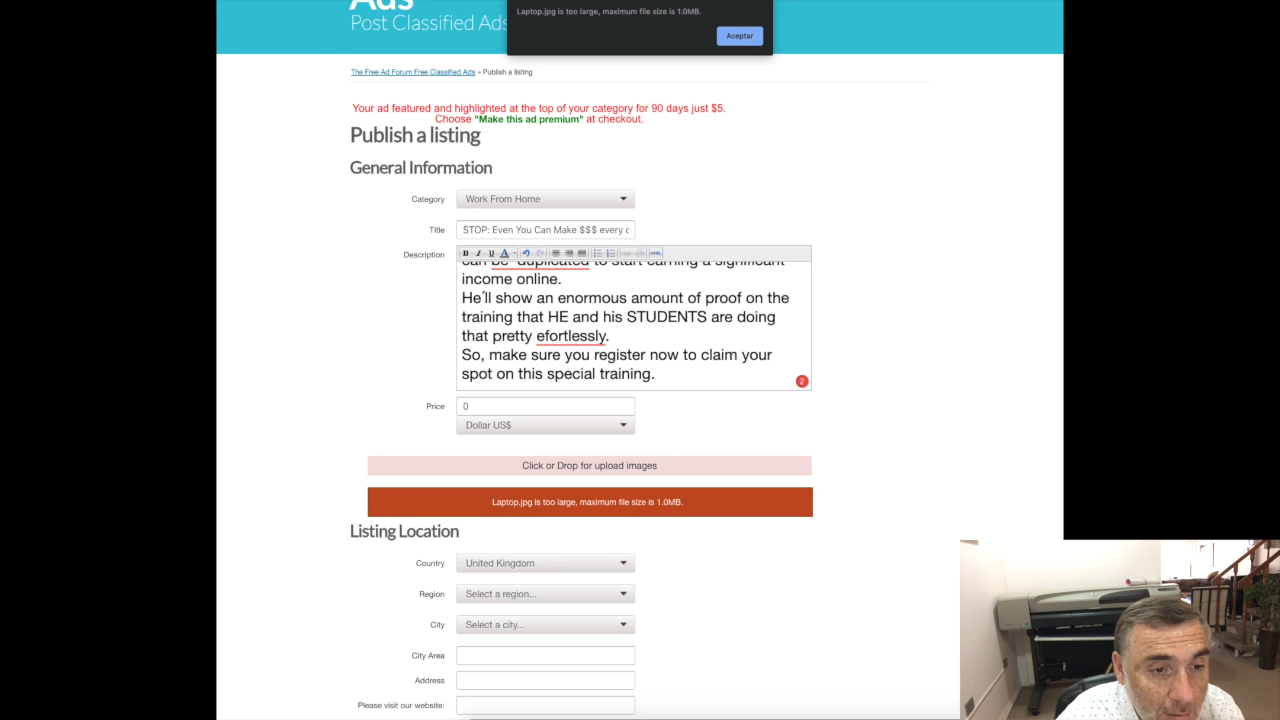 Laptop.jpg is too large, maximum file size is 1.0MB.
Aceptar
Ads
Post Classified Ads
The Free Ad Forum Free Classified Ads » Publish a listing
Your ad featured and highlighted at the top of your category for 90 days just $5.
Choose "Make this ad premium" at checkout.
Publish a listing
General Information
Category Work From Home
Title STOP: Even You Can Make $$$ every
Description
can be duplicated to start earning a significant
income online.
He´ll show an enormous amount of proof on the
training that HE and his STUDENTS are doing
that pretty efortlessly.
So, make sure you register now to claim your
spot on this special training.
2
Price 0
Dollar US$
Click or Drop for upload images
Laptop.jpg is too large, maximum file size is 1.0MB.
Listing Location
Country United Kingdom
Region Select a region...
City Select a city...
City Area
Address
Please visit our website: